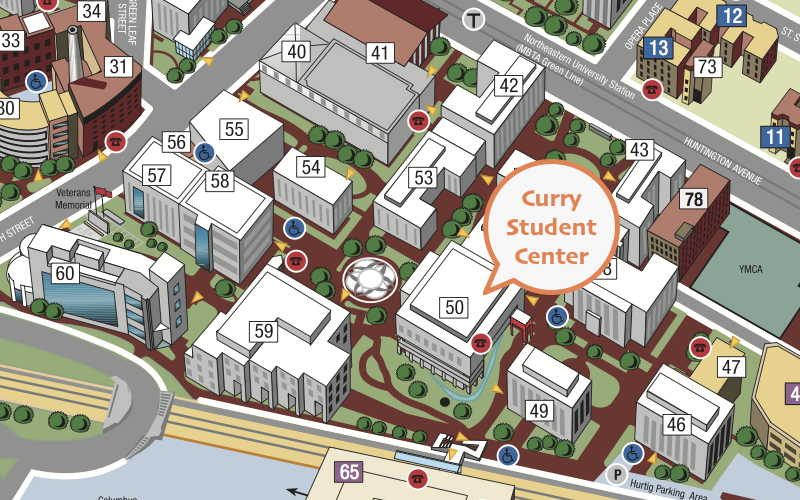 GREEN LEAF
STREET
34
33
31
30
40
41
42
T
Northeastern University Station
(MBTA Green Line)
OPERA PLACE
12
13
73
ST. S
11
HUNTINGTON AVENUE
43
78
YMCA
55
56
57
58
54
53
Curry
Student
Center
50
Veterans
Memorial
H STREET
60
59
49
46
47
4
P
Hurtig Parking Area
65
Columbus